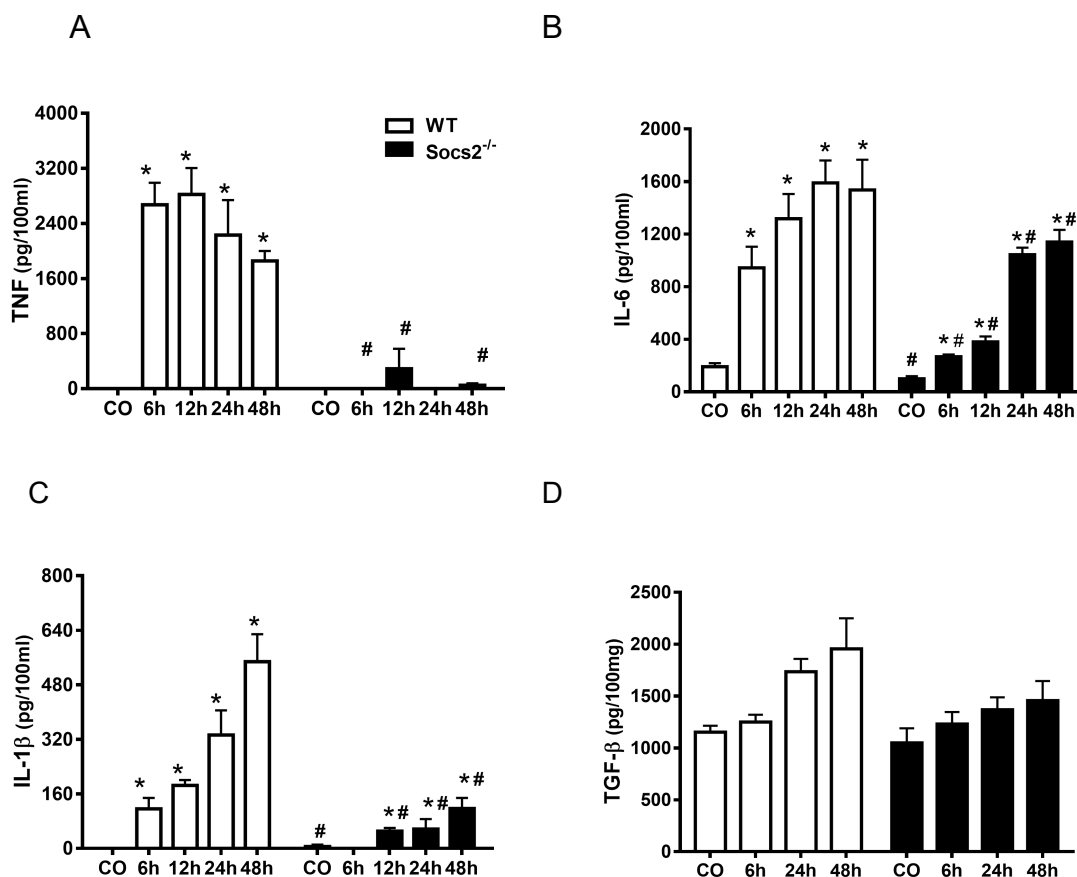 A
TNF (pg/100ml)
4000
3200
2400
1600
800
0
WT
Socs2-/-
* * * *
# # #
CO 6h 12h 24h 48h CO 6h 12h 24h 48h
B
IL-6 (pg/100ml)
2000
1600
1200
800
400
0
* * * *
# *# *# *# *#
CO 6h 12h 24h 48h CO 6h 12h 24h 48h
C
IL-1β (pg/100ml)
800
640
480
320
160
0
* * * *
# *# *# *#
CO 6h 12h 24h 48h CO 6h 12h 24h 48h
D
TGF-β (pg/100mg)
2500
2000
1500
1000
500
0
CO 6h 24h 48h CO 6h 24h 48h